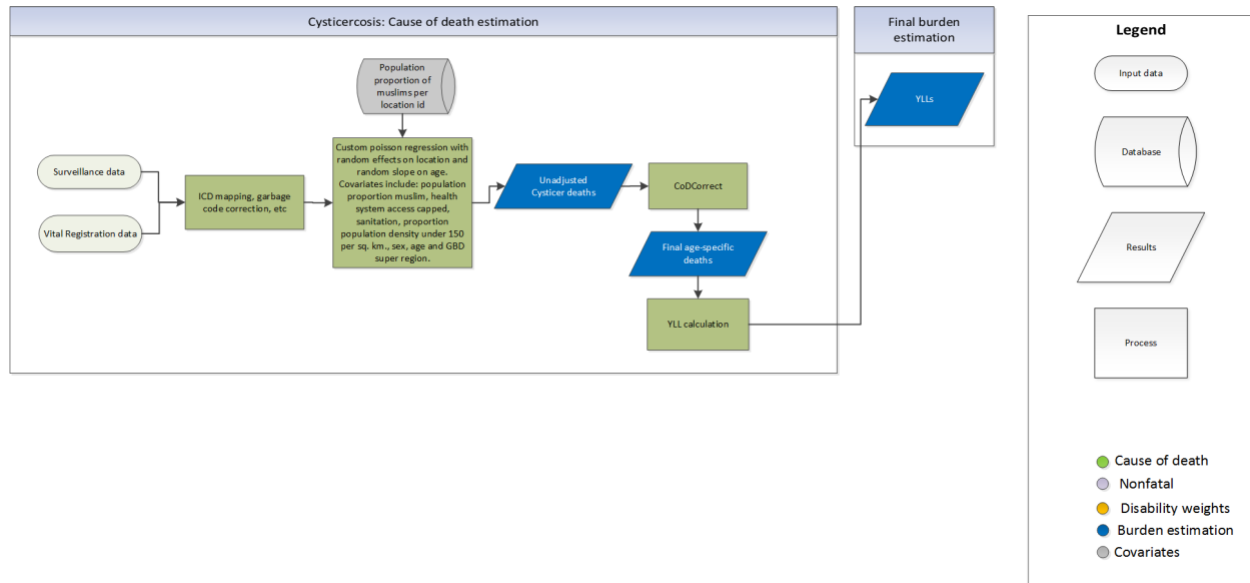 Cysticercosis: Cause of death estimation
Final burden
estimation
Population
proportion of
muslims per
location id
YLLs
Surveillance data
Vital Registration data
ICD mapping, garbage
code correction, etc
Custom poisson regression with
random effects on location and
random slope on age.
Covariates include: population
proportion muslim, health
system access capped,
sanitation, proportion
population density under 150
per sq. km., sex, age and GBD
super region.
Unadjusted Cysticer deaths
CoDCorrect
Final age-specific
deaths
YLL calculation
Legend
Input data
Database
Results
Process
Cause of death
Nonfatal
Disability weights
Burden estimation
Covariates